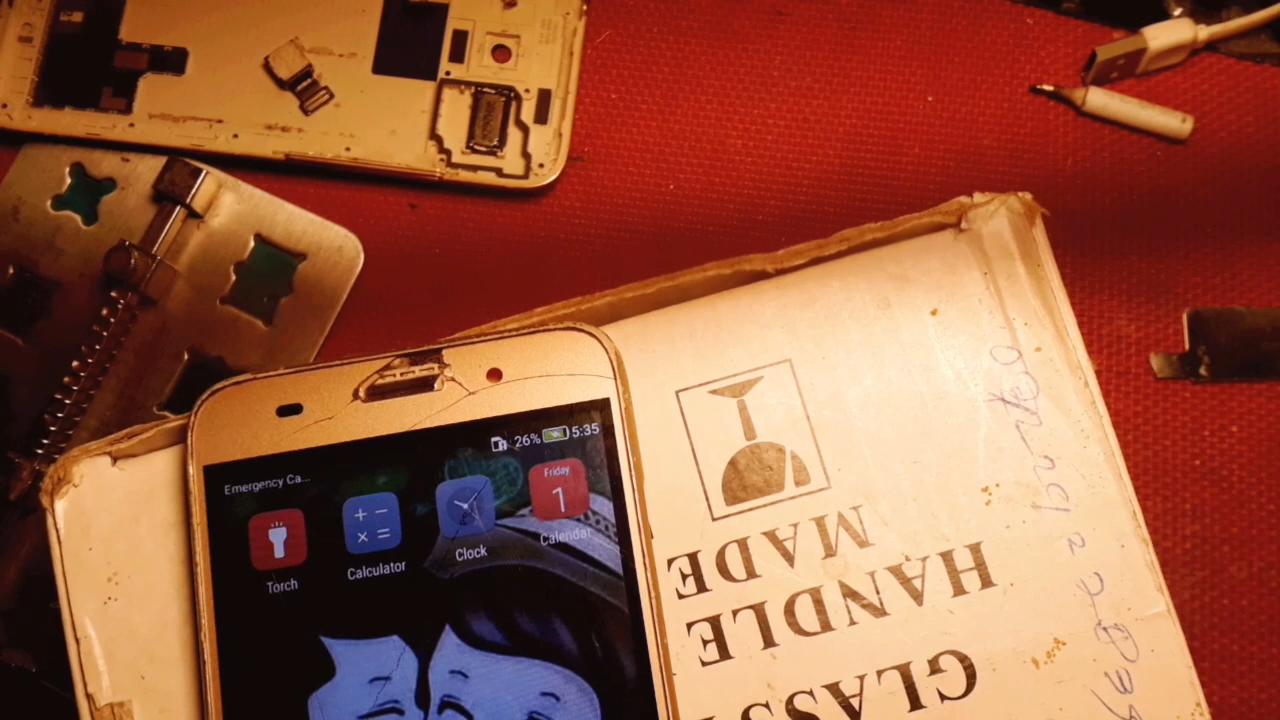 26% 5:35
Emergency Ca...
Friday
1
Torch
Calculator
Clock
Calendar
GLASS
HANDLE
MADE